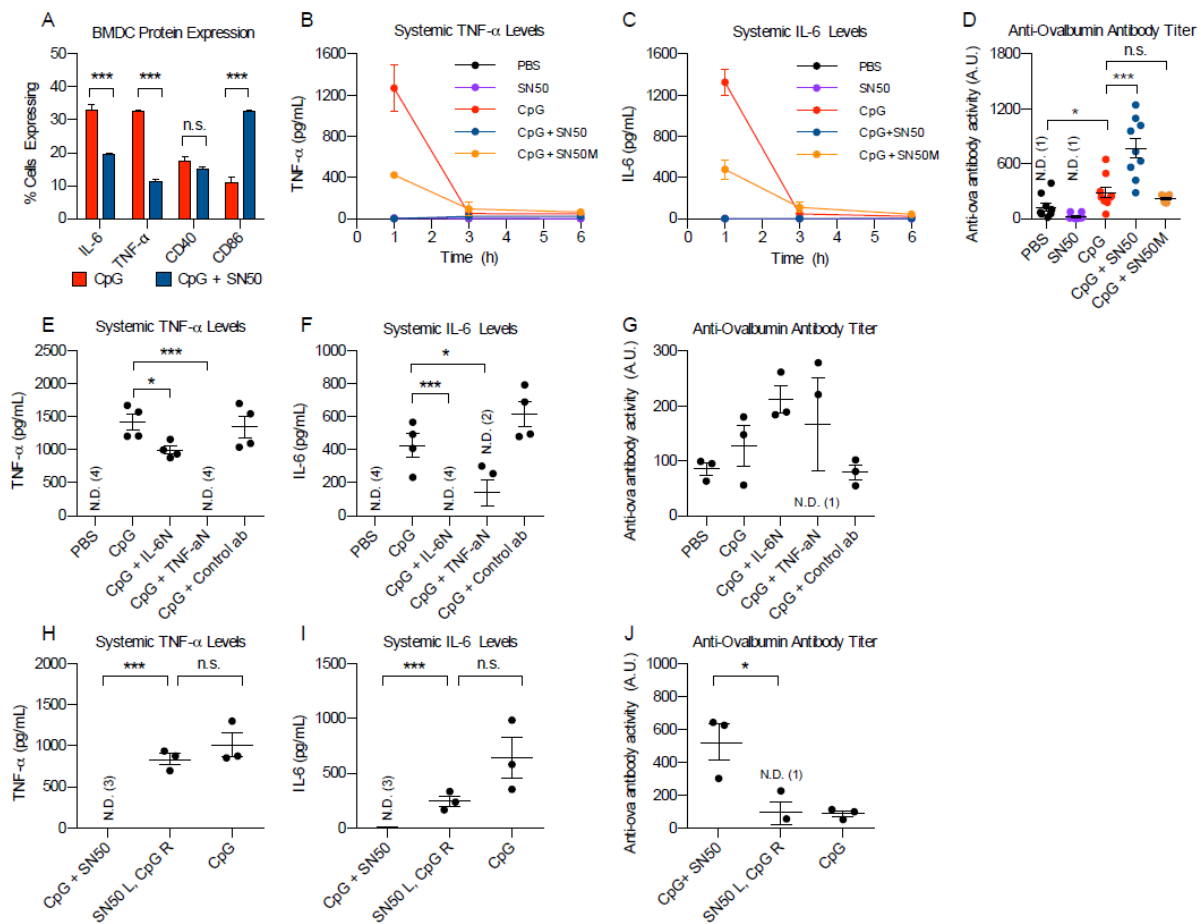 A
BMDC Protein Expression
% Cells Expressing
50
40
30
20
10
0
***
***
n.s.
***
IL-6
TNF-α
CD40
CD86
CpG
CpG + SN50
B
Systemic TNF-α Levels
TNF-α (pg/mL)
1600
1200
800
400
0
PBS
SN50
CpG
CpG + SN50
CpG + SN50M
0 1 2 3 4 5 6
Time (h)
C
Systemic IL-6 Levels
IL-6 (pg/mL)
1600
1200
800
400
0
PBS
SN50
CpG
CpG+SN50
CpG + SN50M
0 1 2 3 4 5 6
Time (h)
D
Anti-Ovalbumin Antibody Titer
Anti-ova antibody activity (A.U.)
1800
1200
600
0
n.s.
***
*
N.D. (1)
N.D. (1)
PBS
SN50
CpG
CpG + SN50
CpG + SN50M
E
Systemic TNF-α Levels
TNF-α (pg/mL)
2500
2000
1500
1000
500
0
***
*
N.D. (4)
N.D. (4)
PBS
CpG
CpG + IL-6N
CpG + TNF-aN
CpG + Control ab
F
Systemic IL-6 Levels
IL-6 (pg/mL)
1000
800
600
400
200
0
*
***
N.D. (4)
N.D. (4)
N.D. (2)
PBS
CpG
CpG + IL-6N
CpG + TNF-aN
CpG + Control ab
G
Anti-Ovalbumin Antibody Titer
Anti-ova antibody activity (A.U.)
300
200
100
0
N.D. (1)
PBS
CpG
CpG + IL-6N
CpG + TNF-aN
CpG + Control ab
H
Systemic TNF-α Levels
TNF-α (pg/mL)
2000
1500
1000
500
0
***
n.s.
N.D. (3)
CpG + SN50
SN50 L, CpG R
CpG
I
Systemic IL-6 Levels
IL-6 (pg/mL)
1500
1000
500
0
***
n.s.
N.D. (3)
CpG + SN50
SN50 L, CpG R
CpG
J
Anti-Ovalbumin Antibody Titer
Anti-ova antibody activity (A.U.)
1000
800
600
400
200
0
*
N.D. (1)
CpG+ SN50
SN50 L, CpG R
CpG